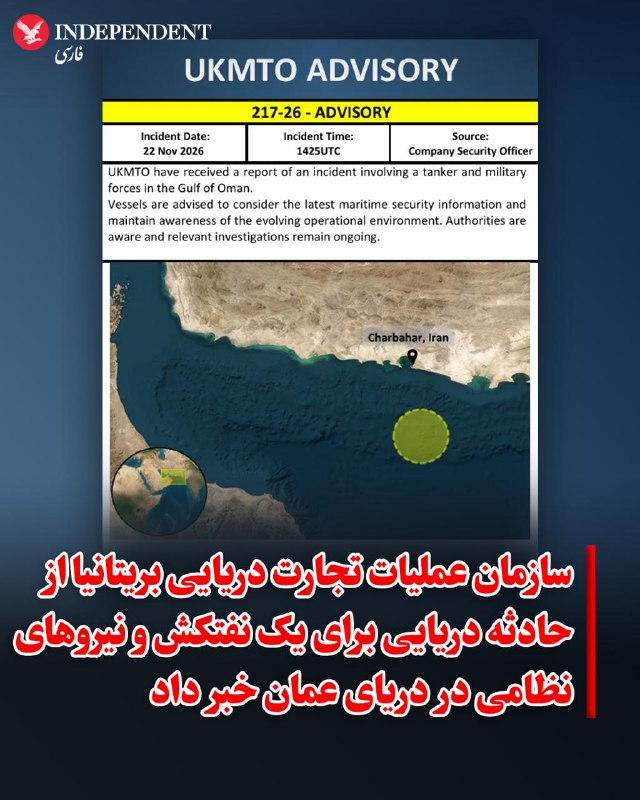 INDEPENDENT
فارسی
UKMTO ADVISORY
217-26 - ADVISORY
Incident Date:
22 Nov 2026
Incident Time:
1425UTC
Source:
Company Security Officer
UKMTO have received a report of an incident involving a tanker and military
forces in the Gulf of Oman.
Vessels are advised to consider the latest maritime security information and
maintain awareness of the evolving operational environment. Authorities are
aware and relevant investigations remain ongoing.
Charbahar, Iran
سازمان عملیات تجارت دریایی بریتانیا از
حادثه دریایی برای یک نفتکش و نیروهای
نظامی در دریای عمان خبر داد